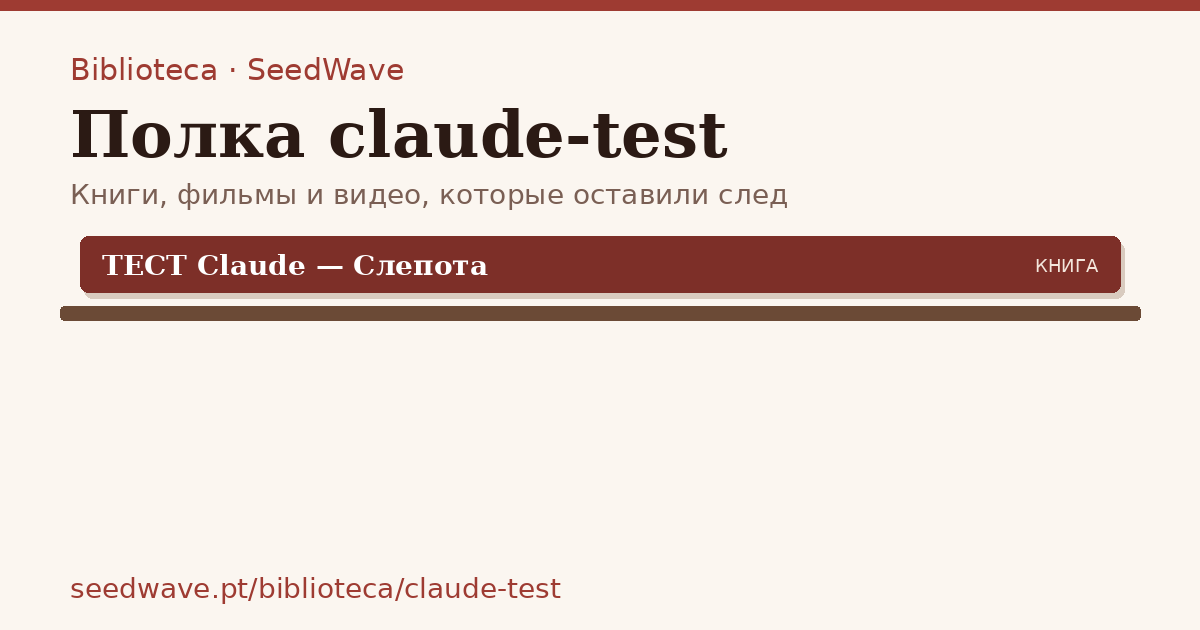 Biblioteca · SeedWave
Полка claude-test
Книги, фильмы и видео, которые оставили след
ТЕСТ Claude — Слепота КНИГА
seedwave.pt/biblioteca/claude-test